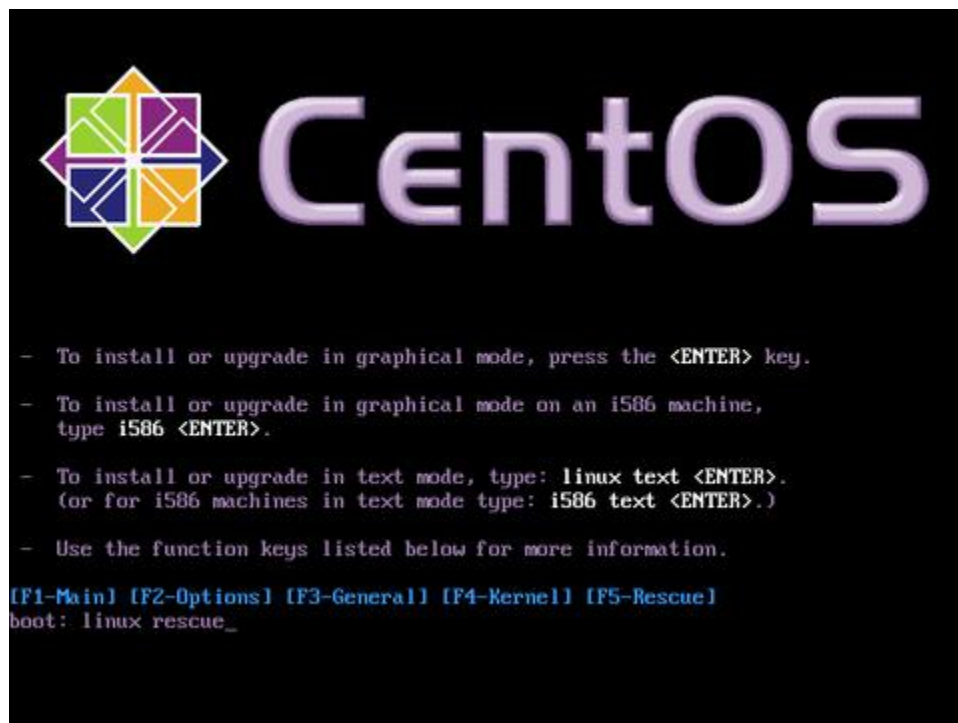 CentOS
- To install or upgrade in graphical mode, press the <ENTER> key.
- To install or upgrade in graphical mode on an i586 machine,
type i586 <ENTER>.
- To install or upgrade in text mode, type: linux text <ENTER>.
(or for i586 machines in text mode type: i586 text <ENTER>.)
- Use the function keys listed below for more information.
[F1-Main] [F2-Options] [F3-General] [F4-Kernel] [F5-Rescue]
boot: linux rescue_